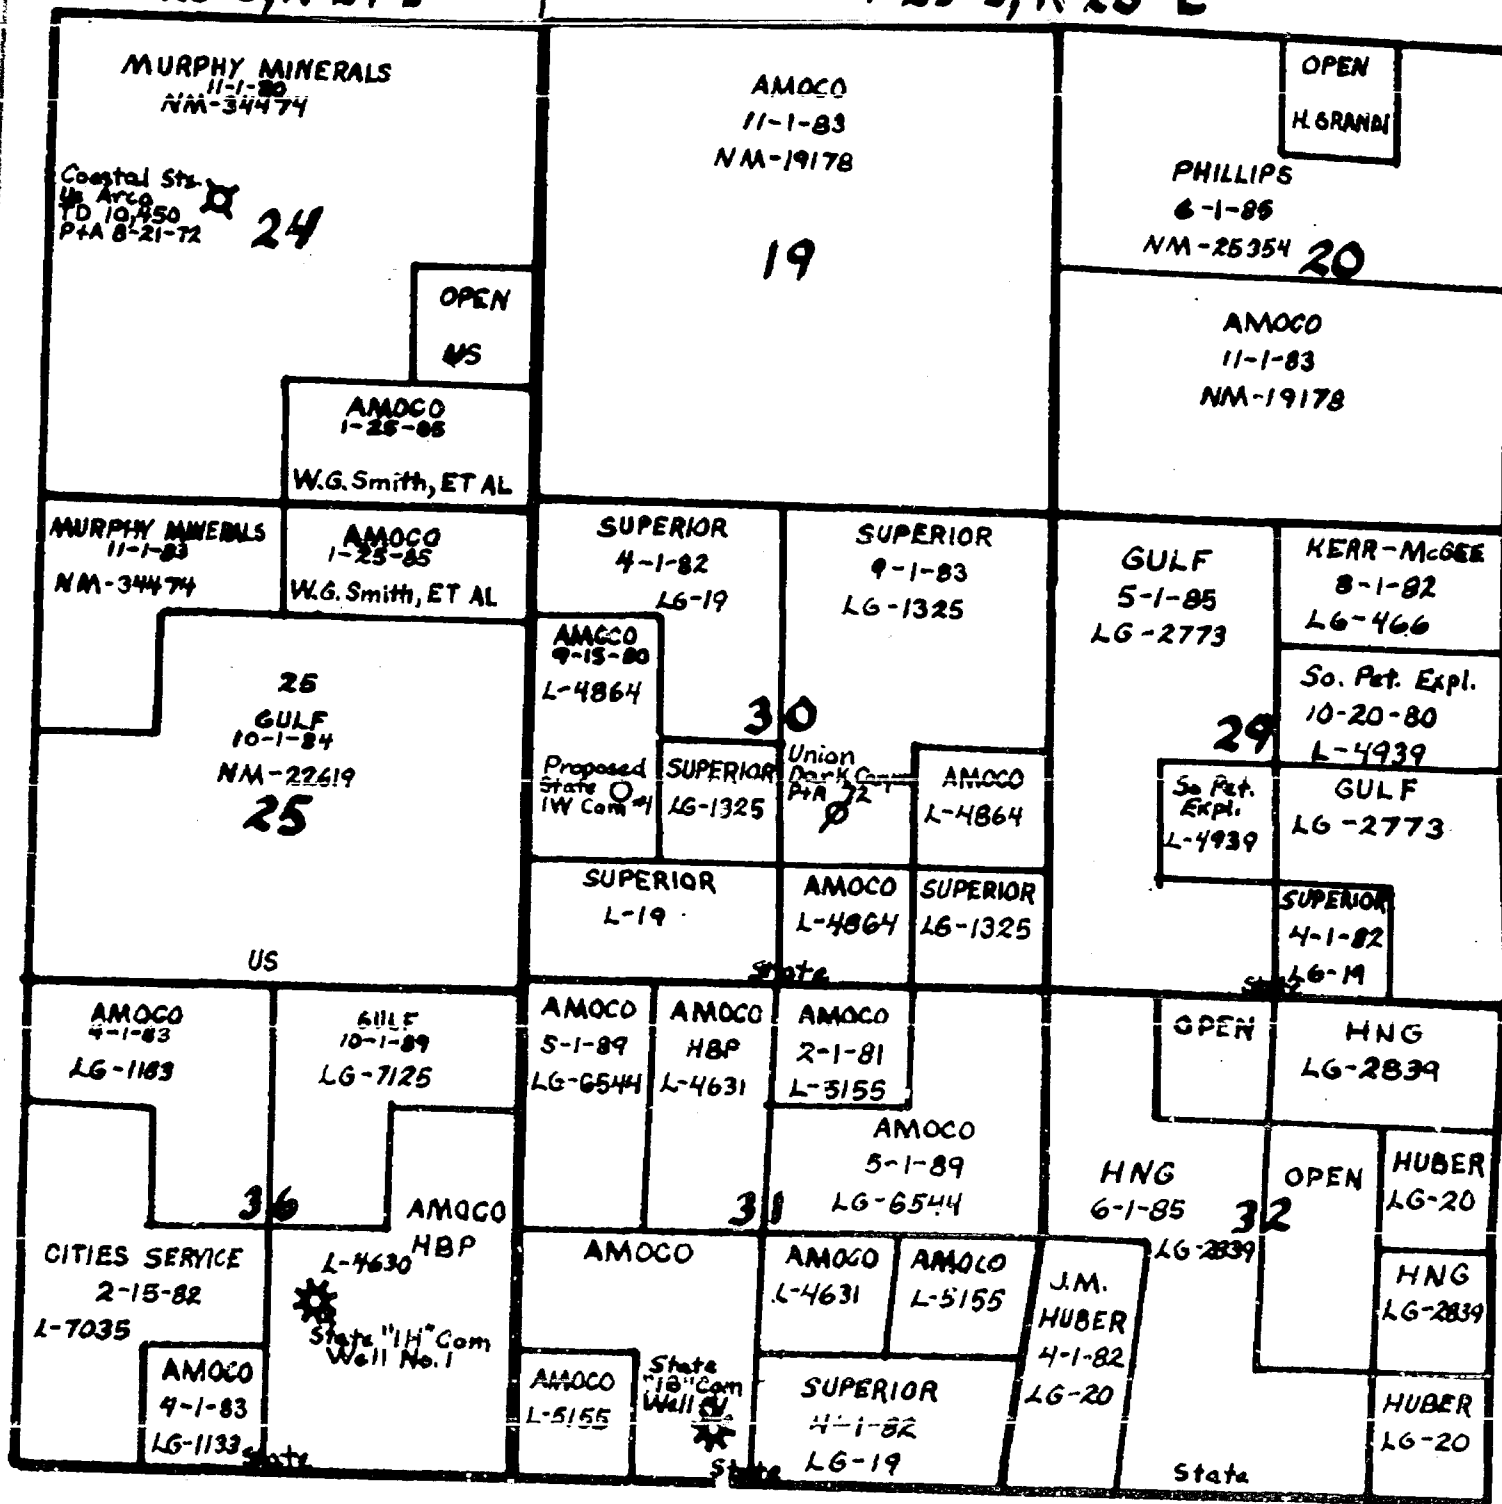 MURPHY MINERALS
11-1-80
NM-34474
Coastal Sts.
Arco
TD 10,450
P+A 8-21-72
24
OPEN
US
AMOCO
1-25-85
W.G. Smith, ET AL
AMOCO
11-1-83
NM-19178
19
OPEN
PHILLIPS
6-1-85
NM-25354
20
AMOCO
11-1-83
NM-19178
MURPHY MINERALS
11-1-83
NM-34474
AMOCO
1-25-85
W.G. Smith, ET AL
25
GULF
10-1-84
NM-22619
25
US
SUPERIOR
4-1-82
LG-19
SUPERIOR
9-1-83
LG-1325
AMOCO
9-15-80
L-4864
30
Proposed
State
IW Com #1
SUPERIOR
LG-1325
Union
P+A 72
AMOCO
L-4864
SUPERIOR
L-19
AMOCO
L-4864
SUPERIOR
LG-1325
State
GULF
5-1-85
LG-2773
KERR-McGEE
8-1-82
LG-466
So. Pet. Expl.
10-20-80
L-4939
29
So Pet.
Expl.
L-4939
GULF
LG-2773
SUPERIOR
4-1-82
LG-19
State
AMOCO
4-1-83
LG-1183
GULF
10-1-89
LG-7125
36
AMOCO
HBP
L-4630
CITIES SERVICE
2-15-82
L-7035
State "IH" Com
Well No. 1
AMOCO
4-1-83
LG-1133
State
AMOCO
5-1-89
LG-6544
AMOCO
HBP
L-4631
AMOCO
2-1-81
L-5155
AMOCO
5-1-89
LG-6544
31
AMOCO
AMOCO
L-4631
AMOCO
L-5155
AMOCO
L-5155
State
"IB" Com
Well #1
SUPERIOR
4-1-82
LG-19
State
OPEN
HNG
LG-2839
HNG
6-1-85
LG-2839
32
OPEN
HUBER
LG-20
HNG
LG-2839
J.M.
HUBER
4-1-82
LG-20
HUBER
LG-20
State